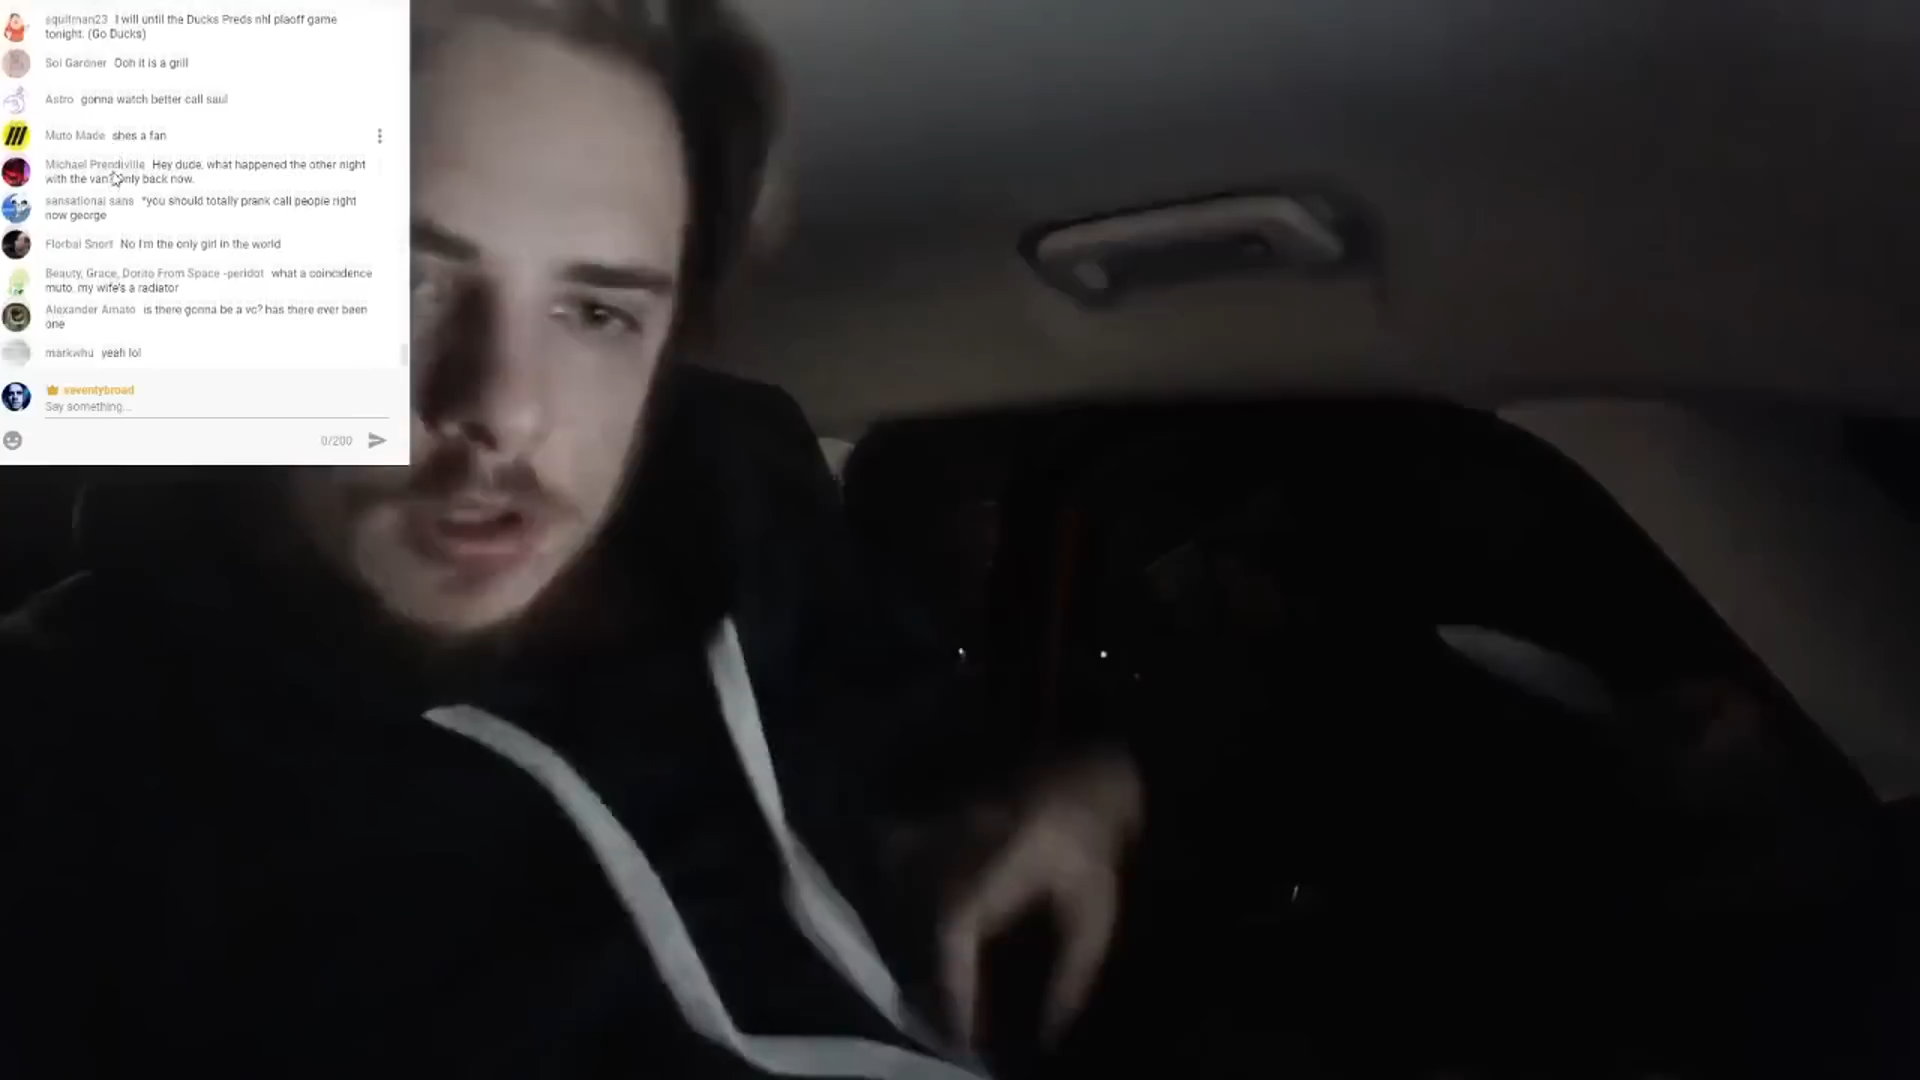 squitman23 I will until the Ducks Preds nhl plaoff game
tonight. (Go Ducks)
Sol Gardner Ooh it is a grill
Astro gonna watch better call saul
Muto Made shes a fan
Michael Prendiville Hey dude, what happened the other night
with the van? Only back now.
sansational sans *you should totally prank call people right
now george
Florbal Snort No I'm the only girl in the world
Beauty, Grace, Dorito From Space -peridot what a coincidence
muto, my wife's a radiator
Alexander Amato is there gonna be a vc? has there ever been
one
markwhu yeah lol
seventybroad
Say something...
0/200